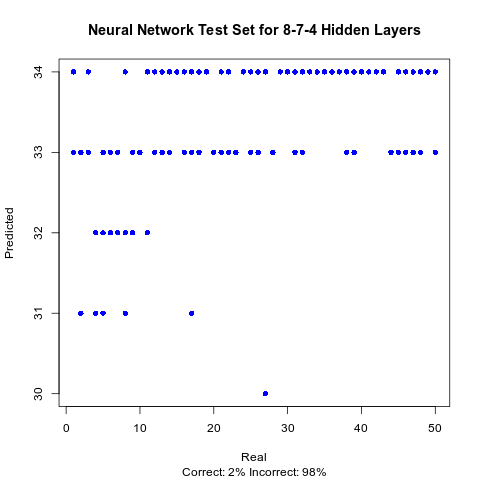 Neural Network Test Set for 8-7-4 Hidden Layers
Predicted
34
33
32
31
30
0 10 20 30 40 50
Real
Correct: 2% Incorrect: 98%